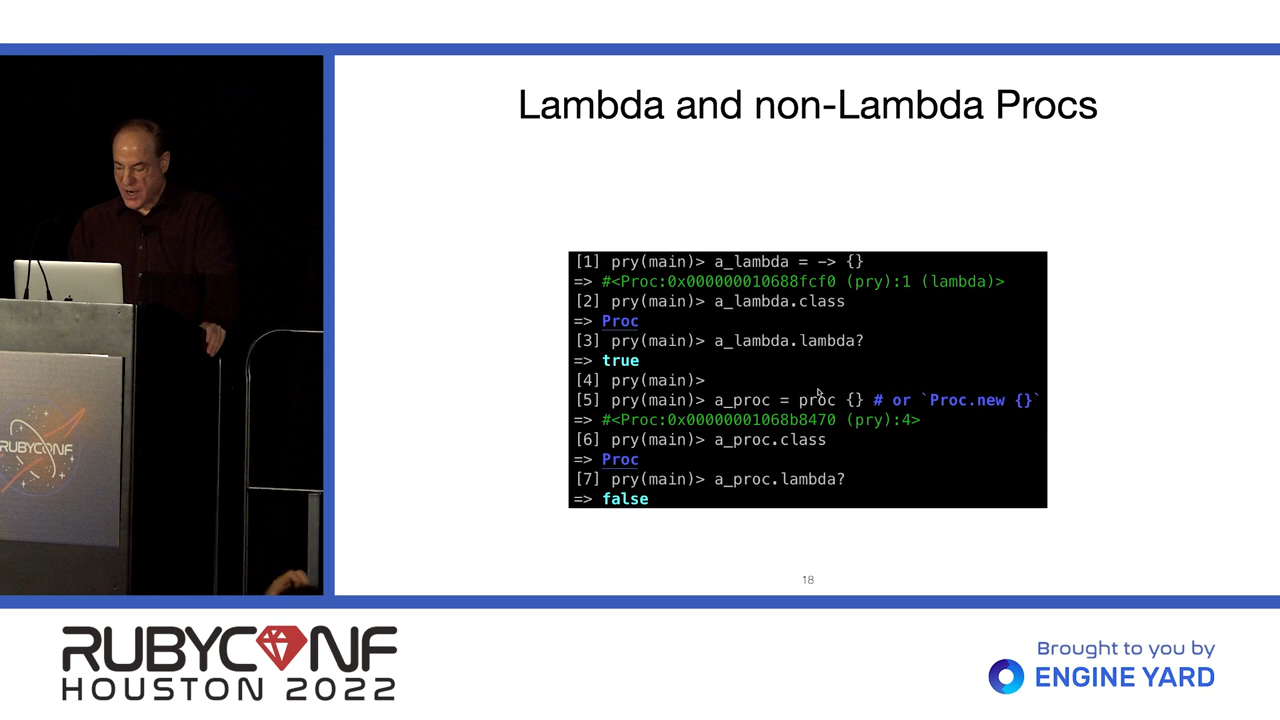 Lambda and non-Lambda Procs
[1] pry(main)> a_lambda = -> {}
=> #<Proc:0x000000010688fcf0 (pry):1 (lambda)>
[2] pry(main)> a_lambda.class
=> Proc
[3] pry(main)> a_lambda.lambda?
=> true
[4] pry(main)>
[5] pry(main)> a_proc = proc {} # or `Proc.new {}`
=> #<Proc:0x00000001068b8470 (pry):4>
[6] pry(main)> a_proc.class
=> Proc
[7] pry(main)> a_proc.lambda?
=> false
18
RUBYCONF
RUBYCONF
HOUSTON 2022
Brought to you by
ENGINE YARD